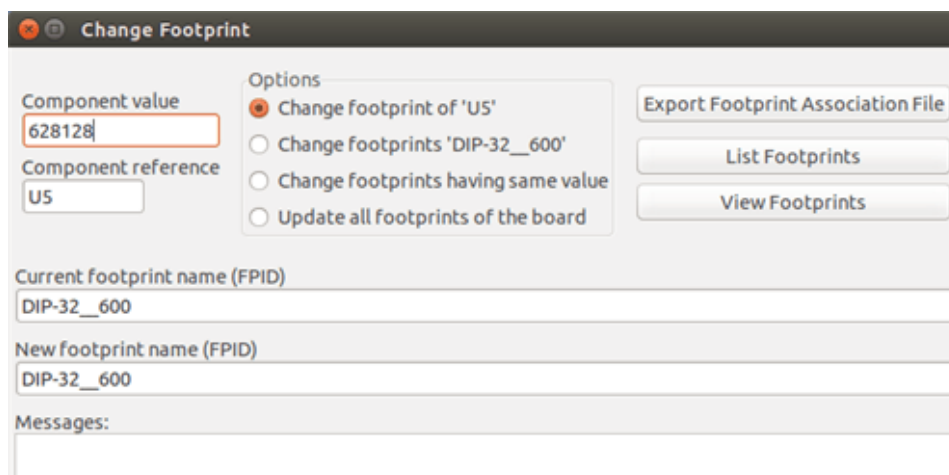 Change Footprint
Component value
628128
Component reference
U5
Options
Change footprint of 'U5'
Change footprints 'DIP-32__600'
Change footprints having same value
Update all footprints of the board
Export Footprint Association File
List Footprints
View Footprints
Current footprint name (FPID)
DIP-32__600
New footprint name (FPID)
DIP-32__600
Messages: